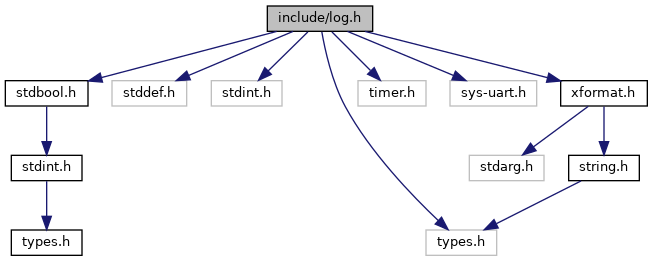 include/log.h
stdbool.h
stddef.h
stdint.h
timer.h
sys-uart.h
xformat.h
stdint.h
stdarg.h
string.h
types.h
types.h